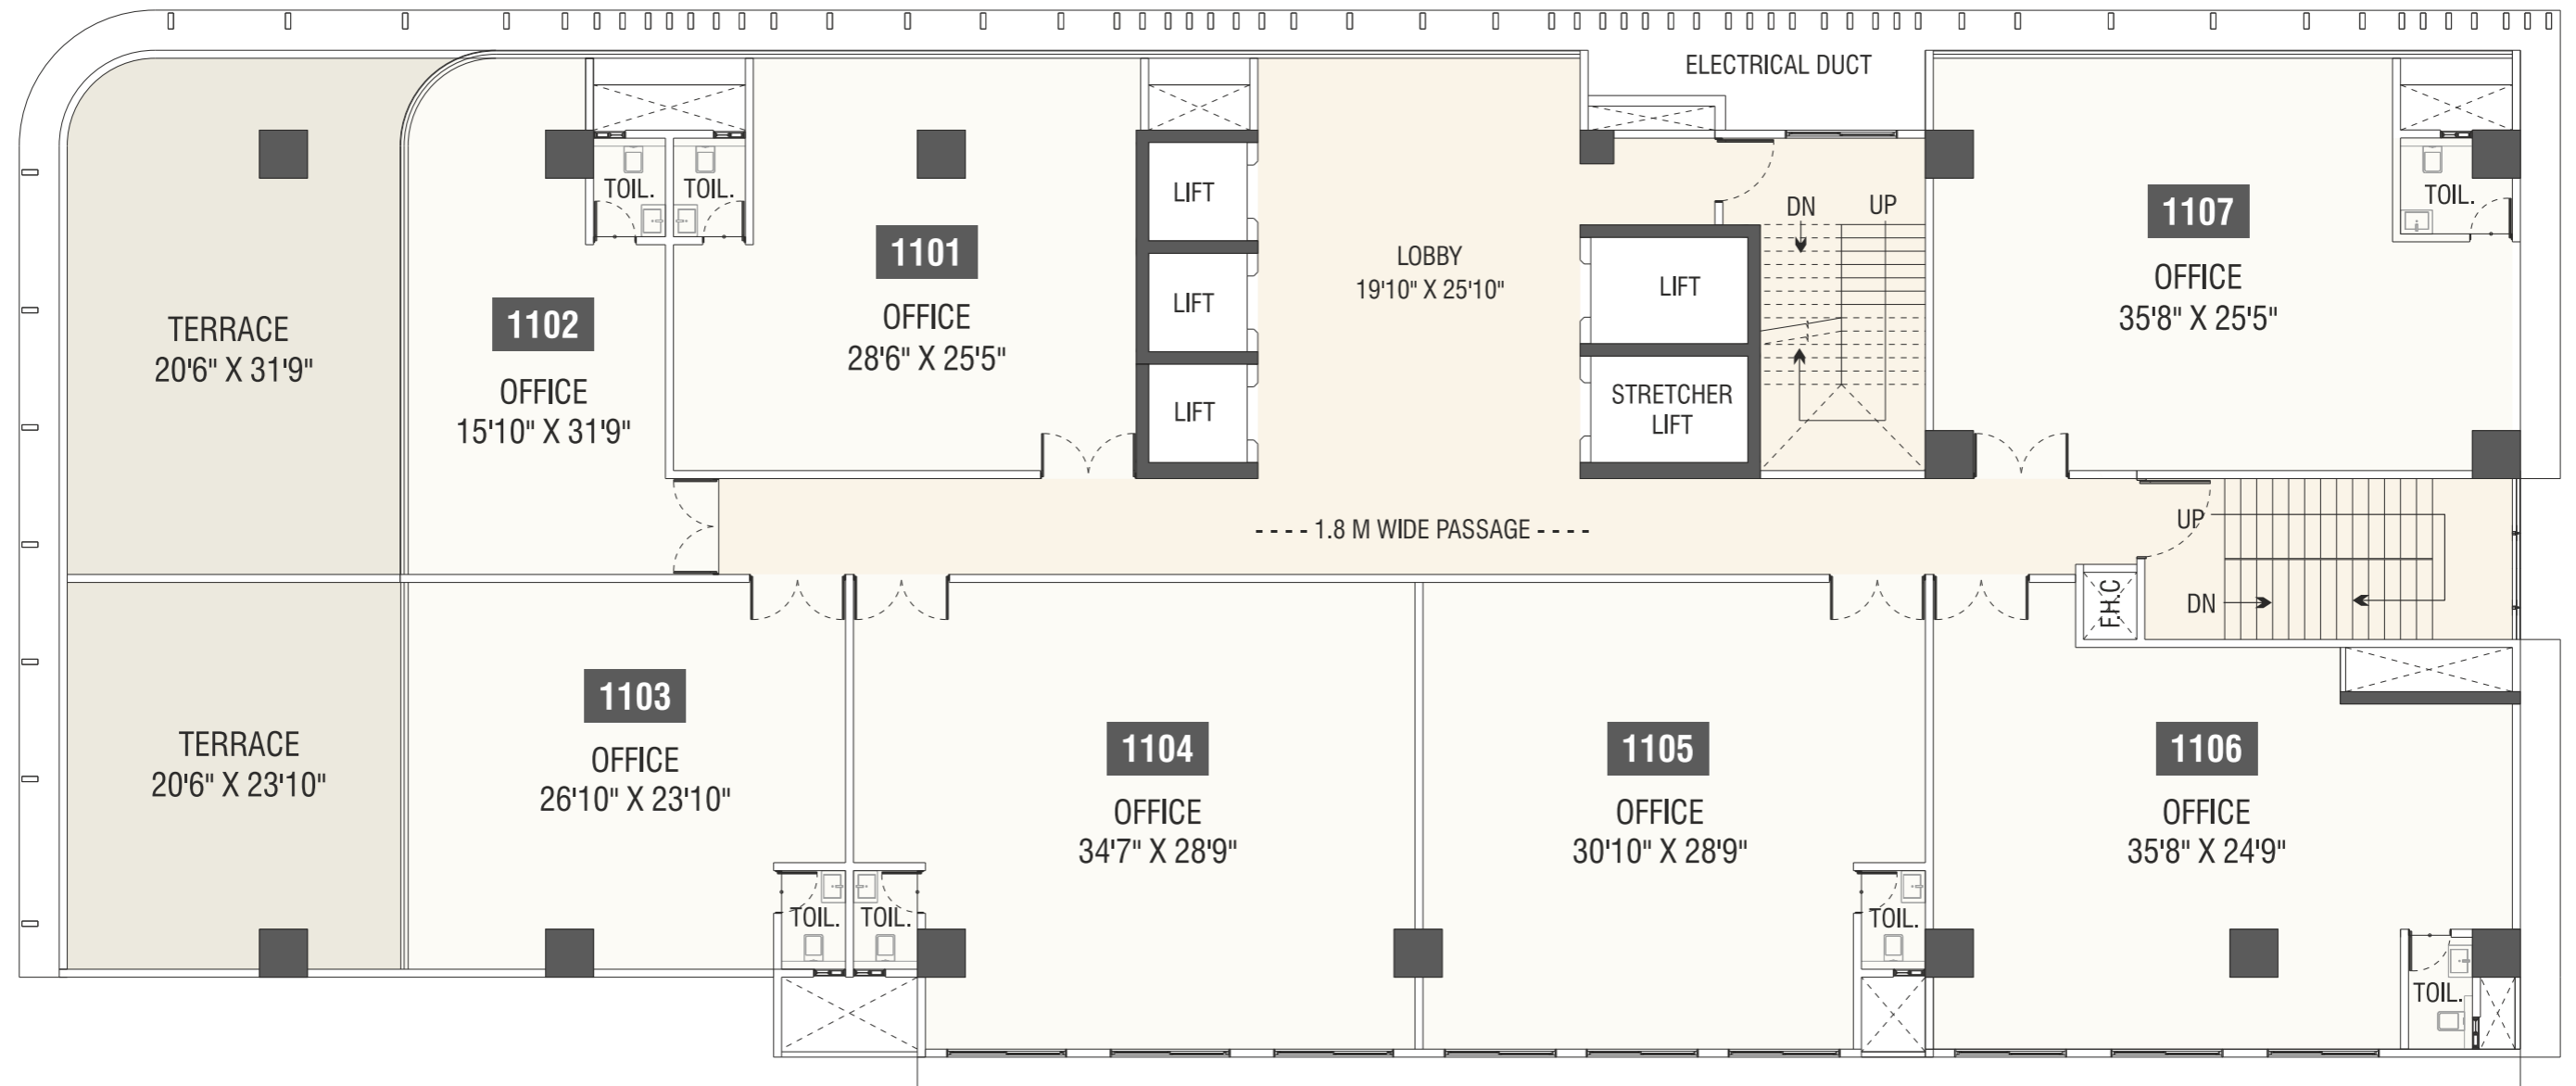 ELECTRICAL DUCT
TERRACE
20'6" X 31'9"
1102
OFFICE
15'10" X 31'9"
TOIL.
TOIL.
1101
OFFICE
28'6" X 25'5"
LIFT
LIFT
LIFT
LOBBY
19'10" X 25'10"
LIFT
STRETCHER
LIFT
DN
UP
1107
OFFICE
35'8" X 25'5"
TOIL.
---- 1.8 M WIDE PASSAGE ----
UP
DN
F.H.C
TERRACE
20'6" X 23'10"
1103
OFFICE
26'10" X 23'10"
TOIL.
TOIL.
1104
OFFICE
34'7" X 28'9"
1105
OFFICE
30'10" X 28'9"
TOIL.
1106
OFFICE
35'8" X 24'9"
TOIL.